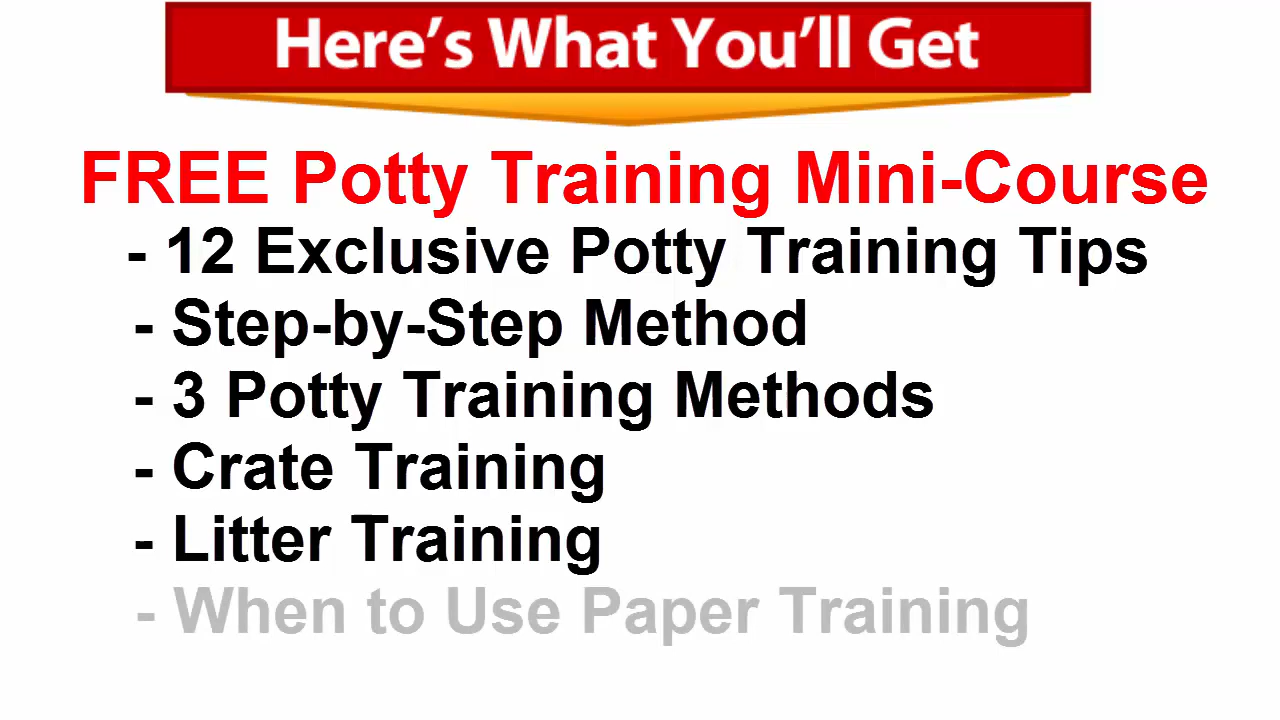 Here's What You'll Get
FREE Potty Training Mini-Course
- 12 Exclusive Potty Training Tips
- Step-by-Step Method
- 3 Potty Training Methods
- Crate Training
- Litter Training
- When to Use Paper Training